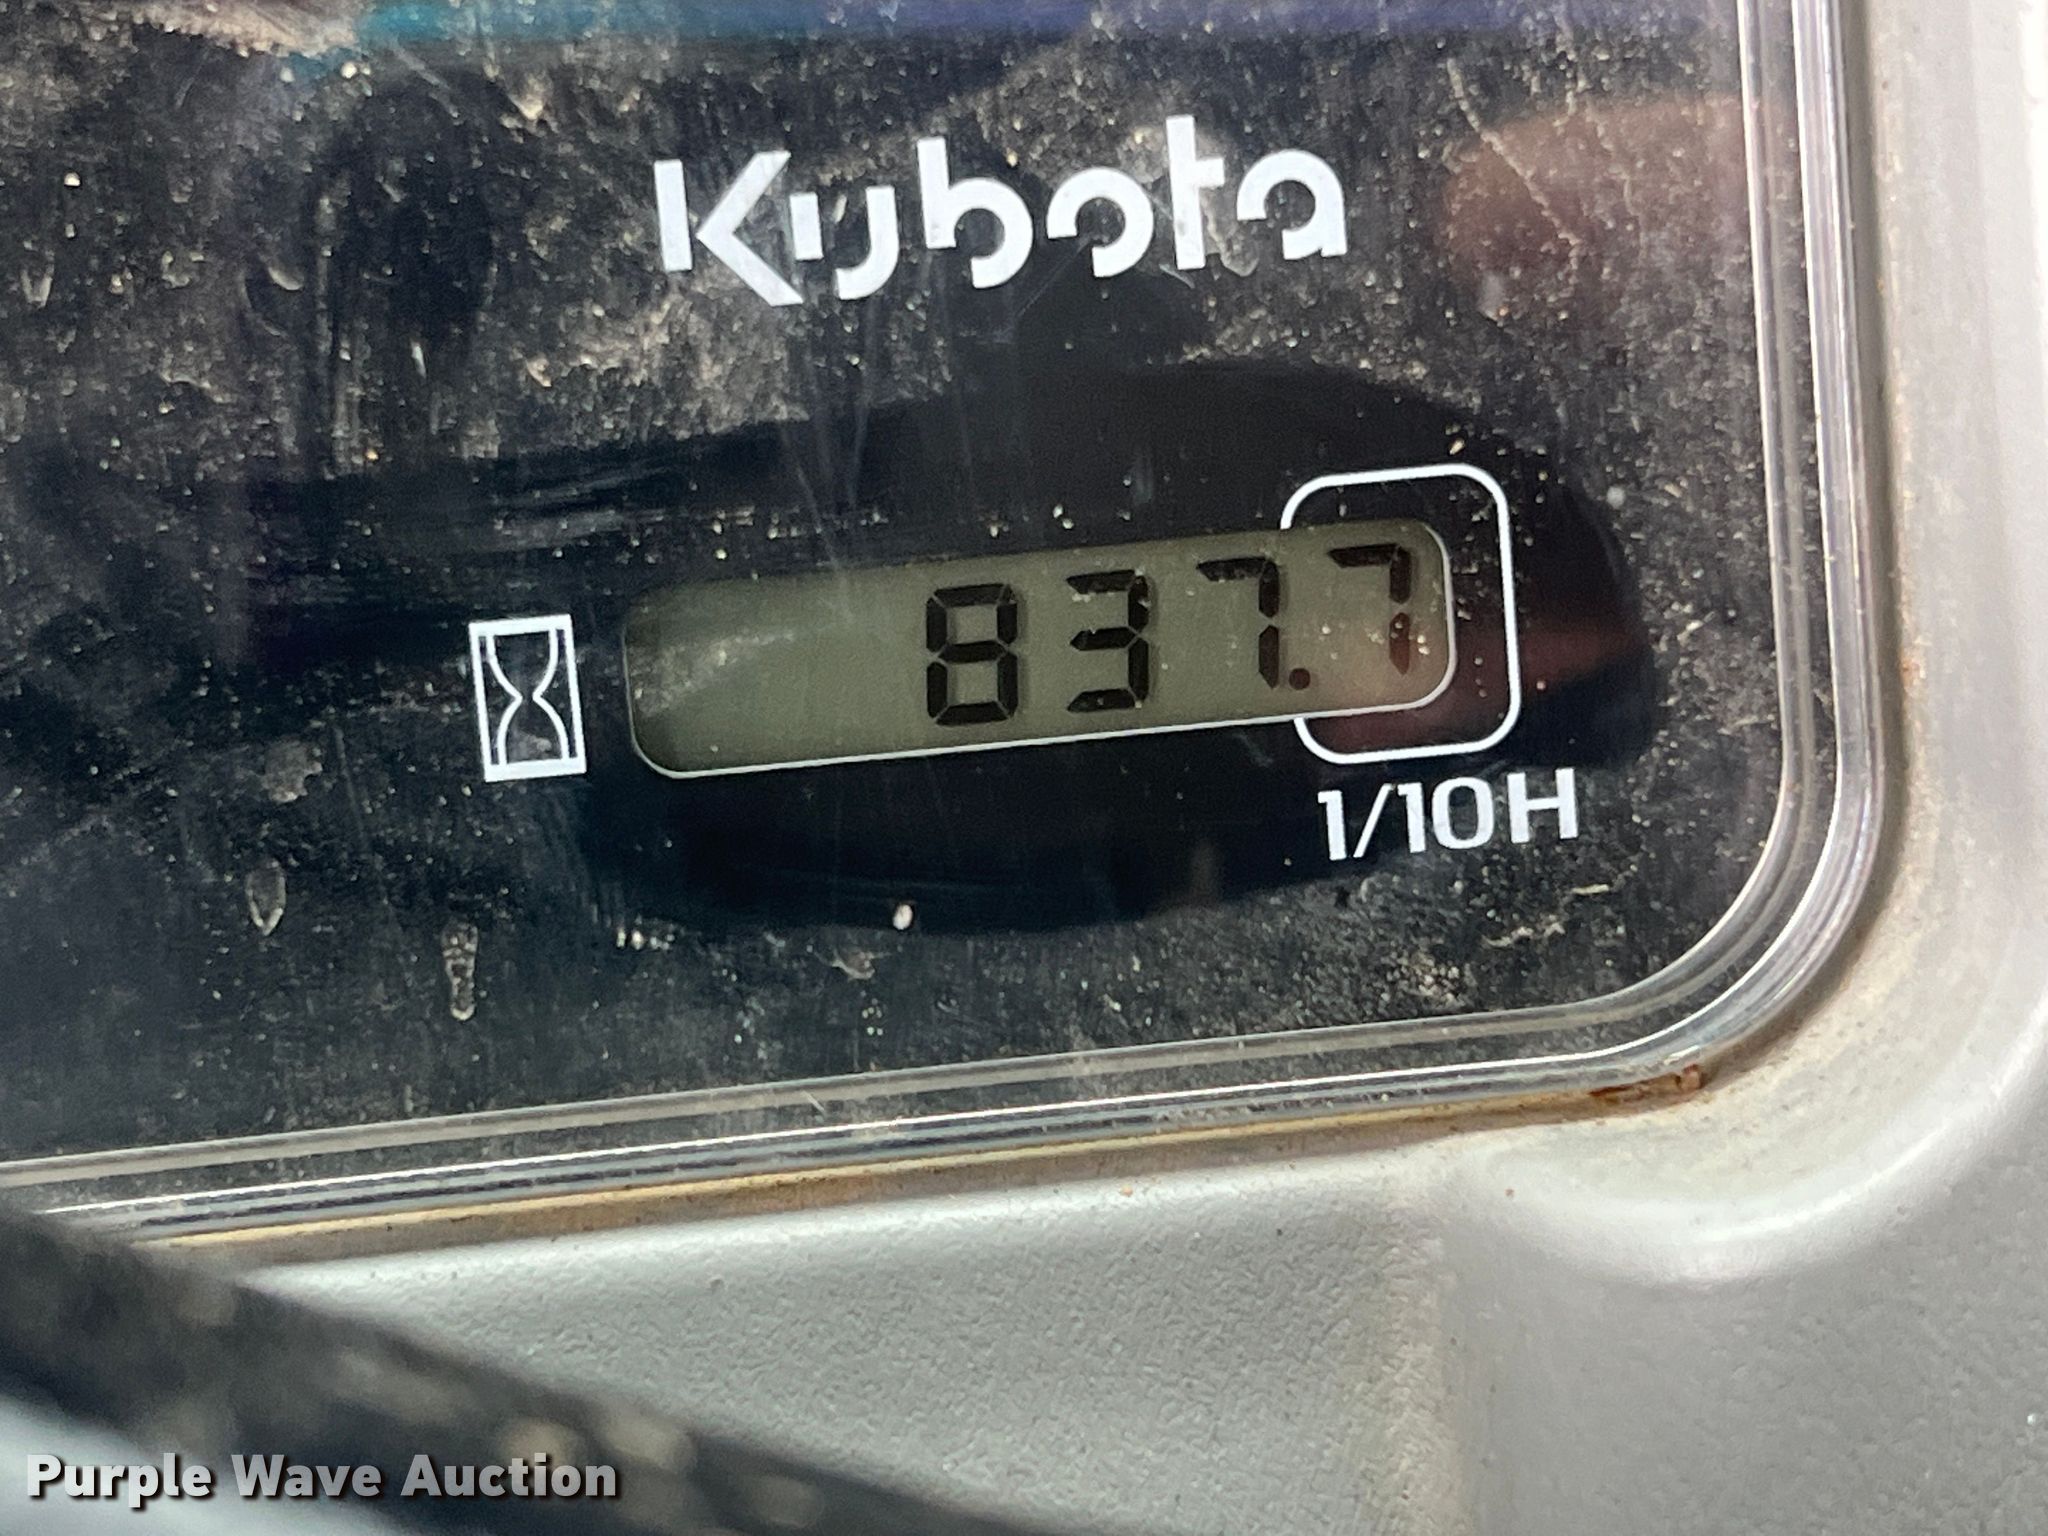 Kubota
837.7
1/10H
Purple Wave Auction